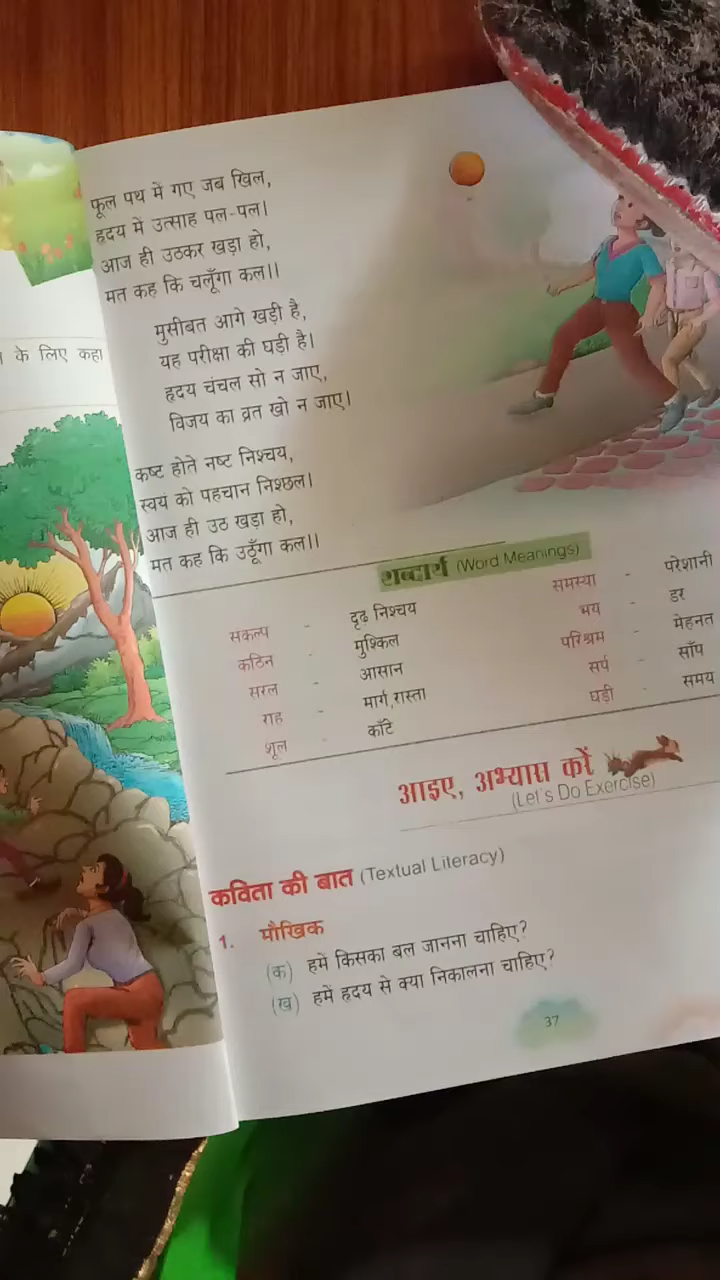 फूल पथ में गए जब खिल,
हृदय में उत्साह पल-पल।
आज ही उठकर खड़ा हो,
मत कह कि चलूँगा कल।।
मुसीबत आगे खड़ी है,
यह परीक्षा की घड़ी है।
हृदय चंचल सो न जाए,
विजय का व्रत खो न जाए।
कष्ट होते नष्ट निश्चय,
स्वयं को पहचान निश्छल।
आज ही उठ खड़ा हो,
मत कह कि उठूँगा कल।।
के लिए कहा
शब्दार्थ (Word Meanings)
संकल्प - दृढ़ निश्चय
कठिन - मुश्किल
सरल - आसान
राह - मार्ग, रास्ता
शूल - काँटे
समस्या - परेशानी
भय - डर
परिश्रम - मेहनत
सर्प - साँप
घड़ी - समय
आइए, अभ्यास करें
(Let's Do Exercise)
कविता की बात (Textual Literacy)
1. मौखिक
(क) हमें किसका बल जानना चाहिए?
(ख) हमें हृदय से क्या निकालना चाहिए?
37